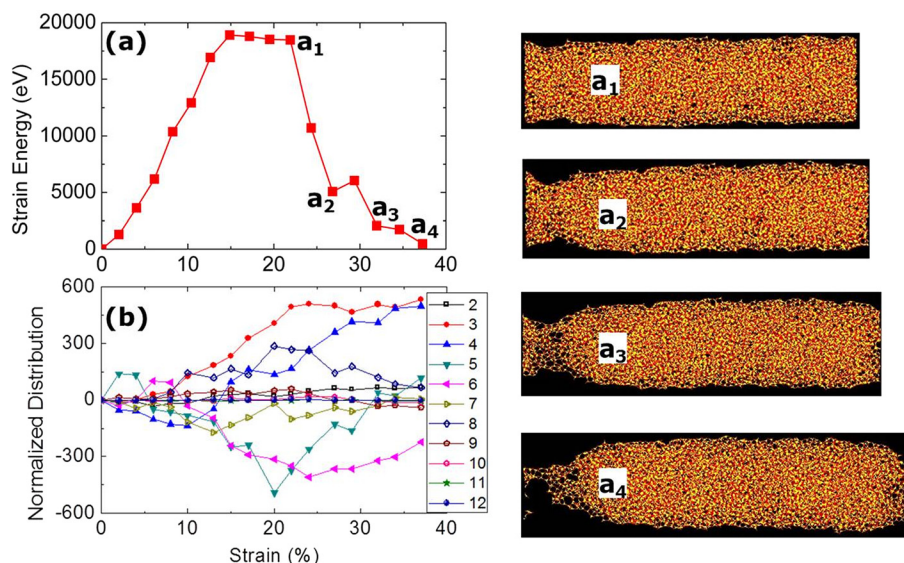 (a)
20000
15000
10000
5000
0
Strain Energy (eV)
a1
a2
a3
a4
0 10 20 30 40
(b)
600
300
0
-300
-600
Normalized Distribution
2
3
4
5
6
7
8
9
10
11
12
0 10 20 30 40
Strain (%)
a1
a2
a3
a4